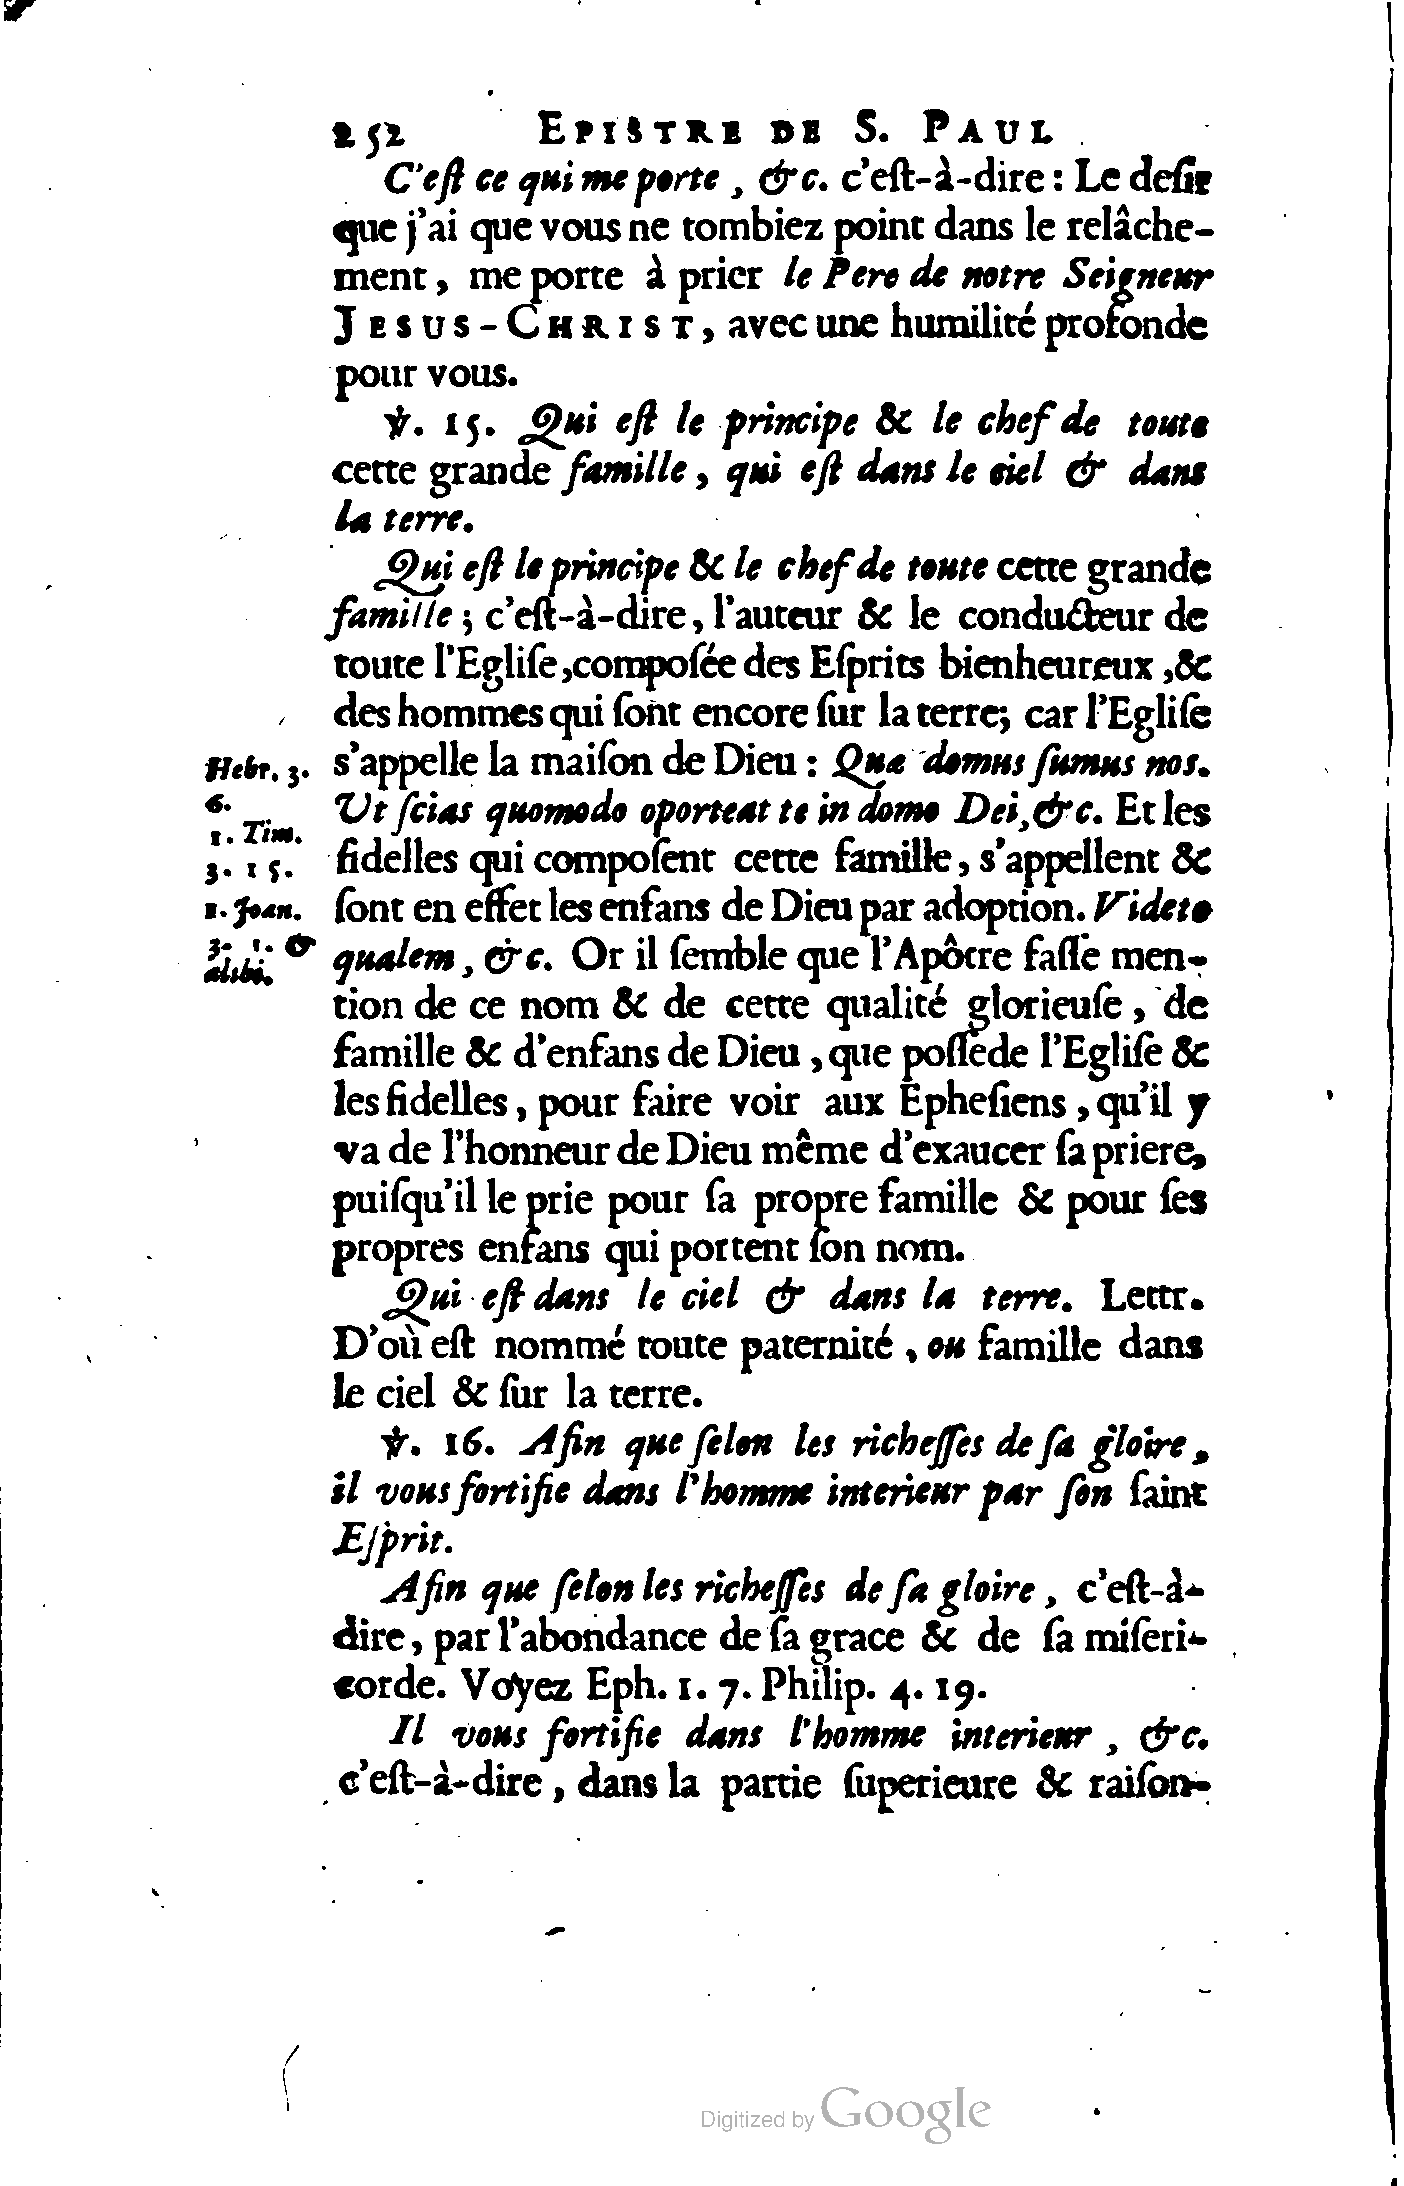 252 EPISTRE DE S. PAUL
C'eſt ce qui me porte, &c. c'eſt-à-dire: Le deſir
que j'ai que vous ne tombiez point dans le relâche-
ment, me porte à prier le Pere de notre Seigneur
JESUS-CHRIST, avec une humilité profonde
pour vous.
℣. 15. Qui eſt le principe & le chef de toute
cette grande famille, qui eſt dans le ciel & dans
la terre.
Qui eſt le principe & le chef de toute cette grande
famille; c'eſt-à-dire, l'auteur & le conducteur de
toute l'Egliſe, compoſée des Eſprits bienheureux, &
des hommes qui ſont encore ſur la terre; car l'Egliſe
s'appelle la maiſon de Dieu: Quæ domus ſumus nos.
Ut ſcias quomodo oporteat te in domo Dei, &c. Et les
fidelles qui compoſent cette famille, s'appellent &
ſont en effet les enfans de Dieu par adoption. Videte
qualem, &c. Or il ſemble que l'Apôtre faſſe men-
tion de ce nom & de cette qualité glorieuſe, de
famille & d'enfans de Dieu, que poſſede l'Egliſe &
les fidelles, pour faire voir aux Epheſiens, qu'il y
va de l'honneur de Dieu même d'exaucer ſa priere,
puiſqu'il le prie pour ſa propre famille & pour ſes
propres enfans qui portent ſon nom.
Qui eſt dans le ciel & dans la terre. Lettr.
D'où eſt nommé toute paternité, ou famille dans
le ciel & ſur la terre.
℣. 16. Afin que ſelon les richeſſes de ſa gloire,
il vous fortifie dans l'homme interieur par ſon ſaint
Eſprit.
Afin que ſelon les richeſſes de ſa gloire, c'eſt-à-
dire, par l'abondance de ſa grace & de ſa miſeri-
corde. Voyez Eph. 1. 7. Philip. 4. 19.
Il vous fortifie dans l'homme interieur, &c.
c'eſt-à-dire, dans la partie ſuperieure & raiſon-
Hebr. 3.
6.
1. Tim.
3. 15.
1. Joan.
3. 1. &
alibi.
Digitized by Google